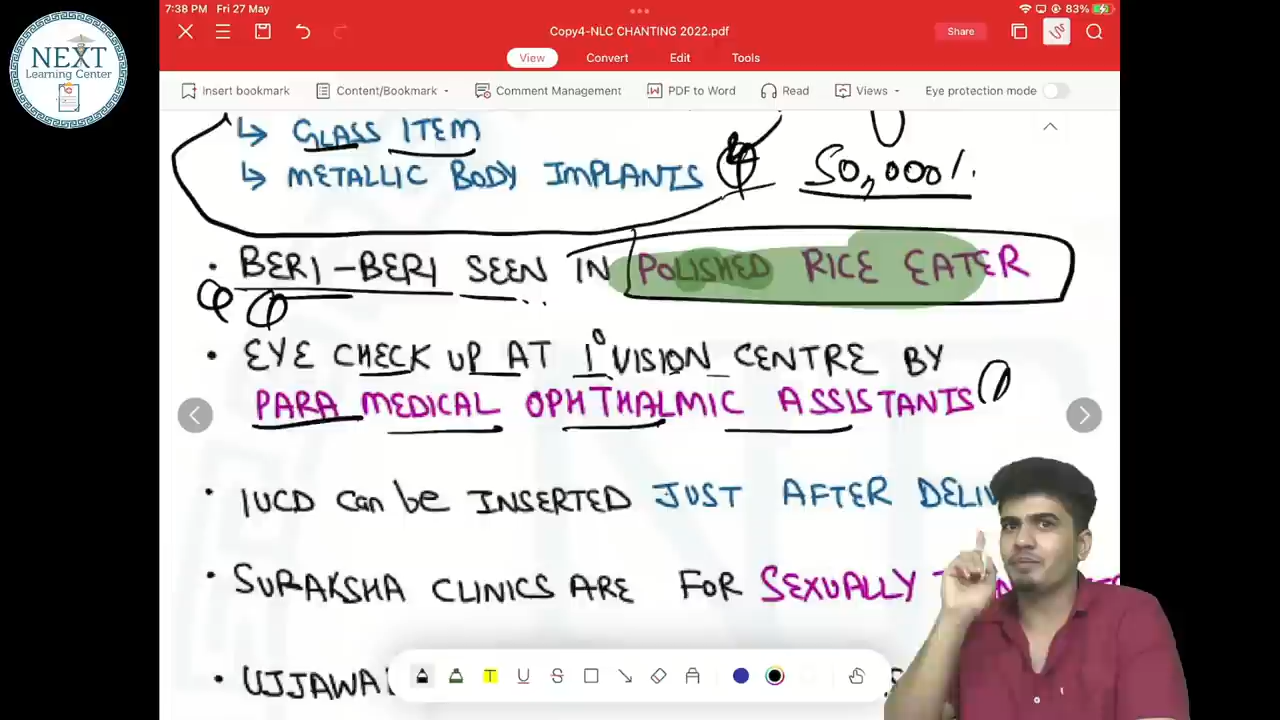 NEXT
Learning Center
7:38 PM Fri 27 May
83%
Copy4-NLC CHANTING 2022.pdf
Share
View Convert Edit Tools
Insert bookmark Content/Bookmark Comment Management PDF to Word Read Views Eye protection mode
↳ GLASS ITEM
↳ METALLIC BODY IMPLANTS
50,000/.
• BERI-BERI SEEN IN POLISHED RICE EATER
• EYE CHECK UP AT 1° VISION CENTRE BY
PARA MEDICAL OPHTHALMIC ASSISTANTS
• IUCD can be INSERTED JUST AFTER DELIV
• SURAKSHA CLINICS ARE FOR SEXUALLY
• UJJAWA